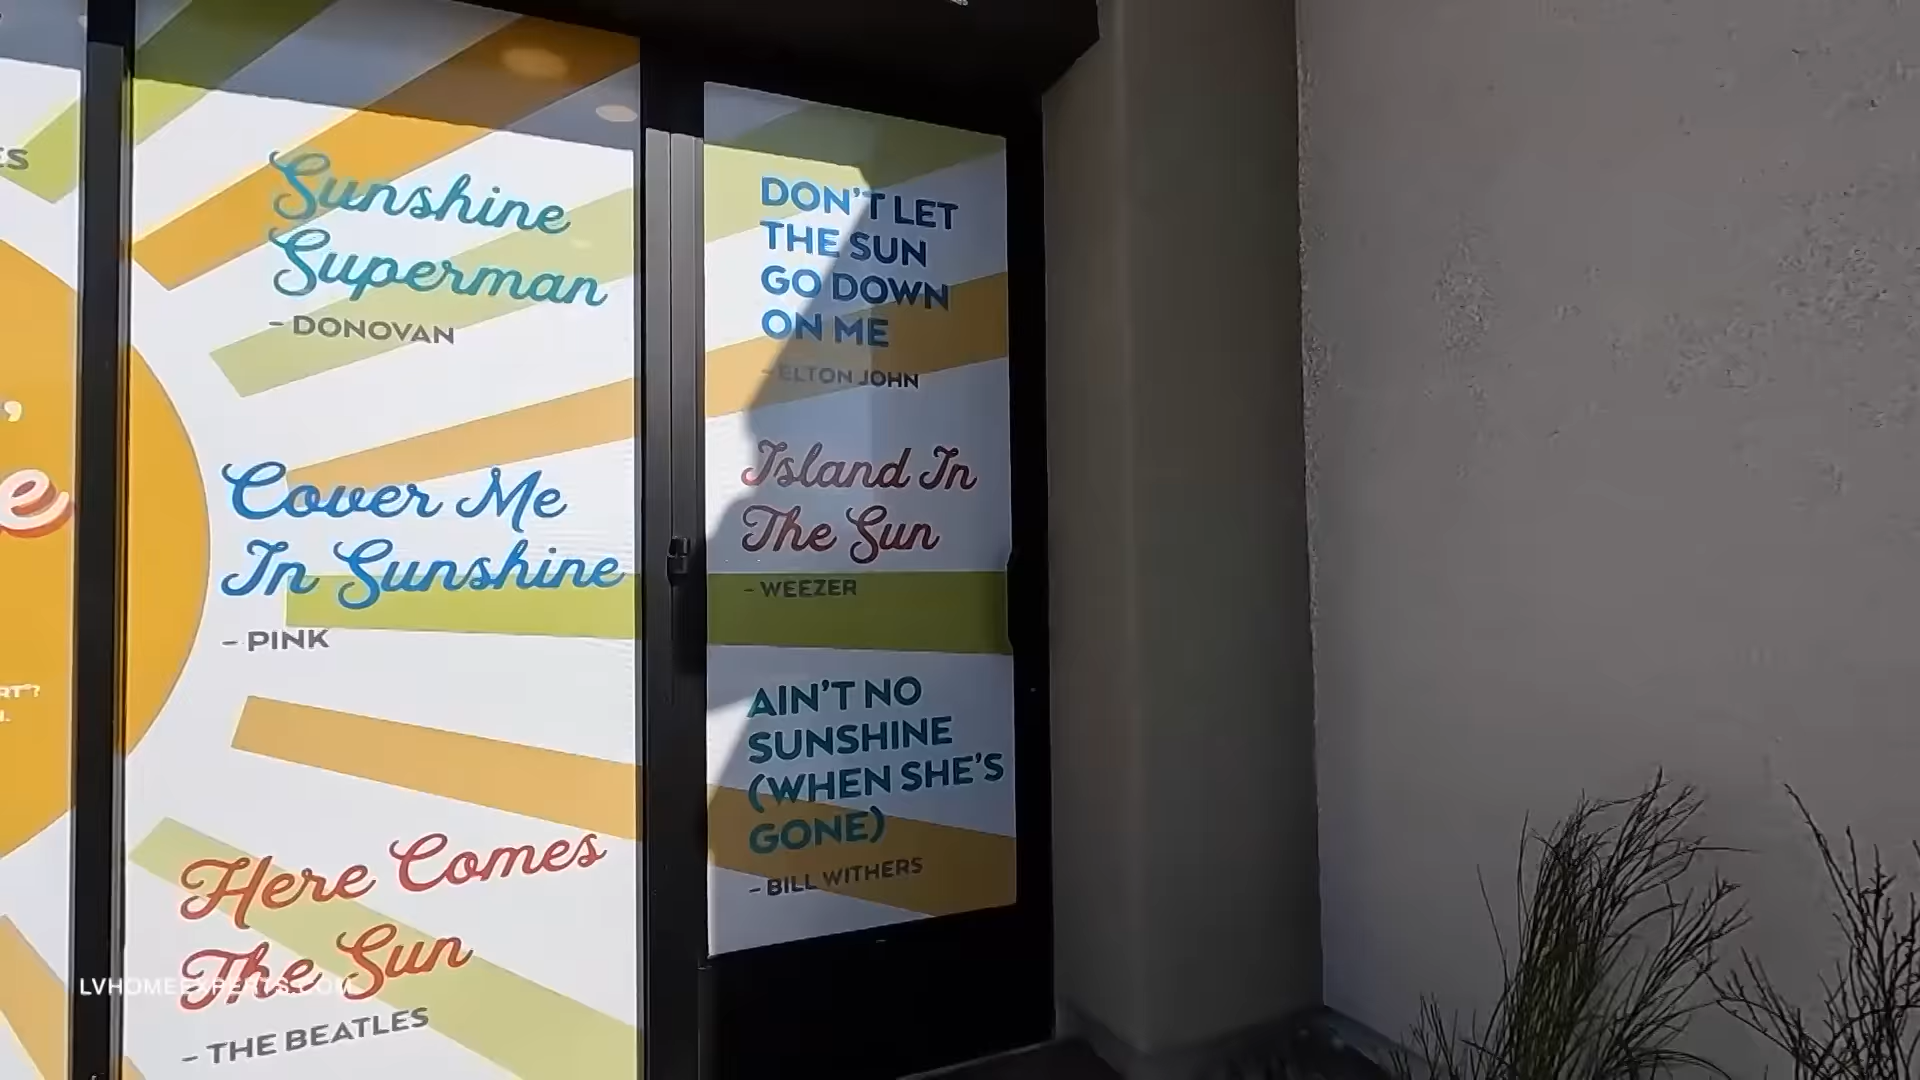 Sunshine
Superman
– DONOVAN
Cover Me
In Sunshine
– PINK
Here Comes
The Sun
– THE BEATLES
DON'T LET
THE SUN
GO DOWN
ON ME
– ELTON JOHN
Island In
The Sun
– WEEZER
AIN'T NO
SUNSHINE
(WHEN SHE'S
GONE)
– BILL WITHERS
LVHOMEEXPERTS.COM